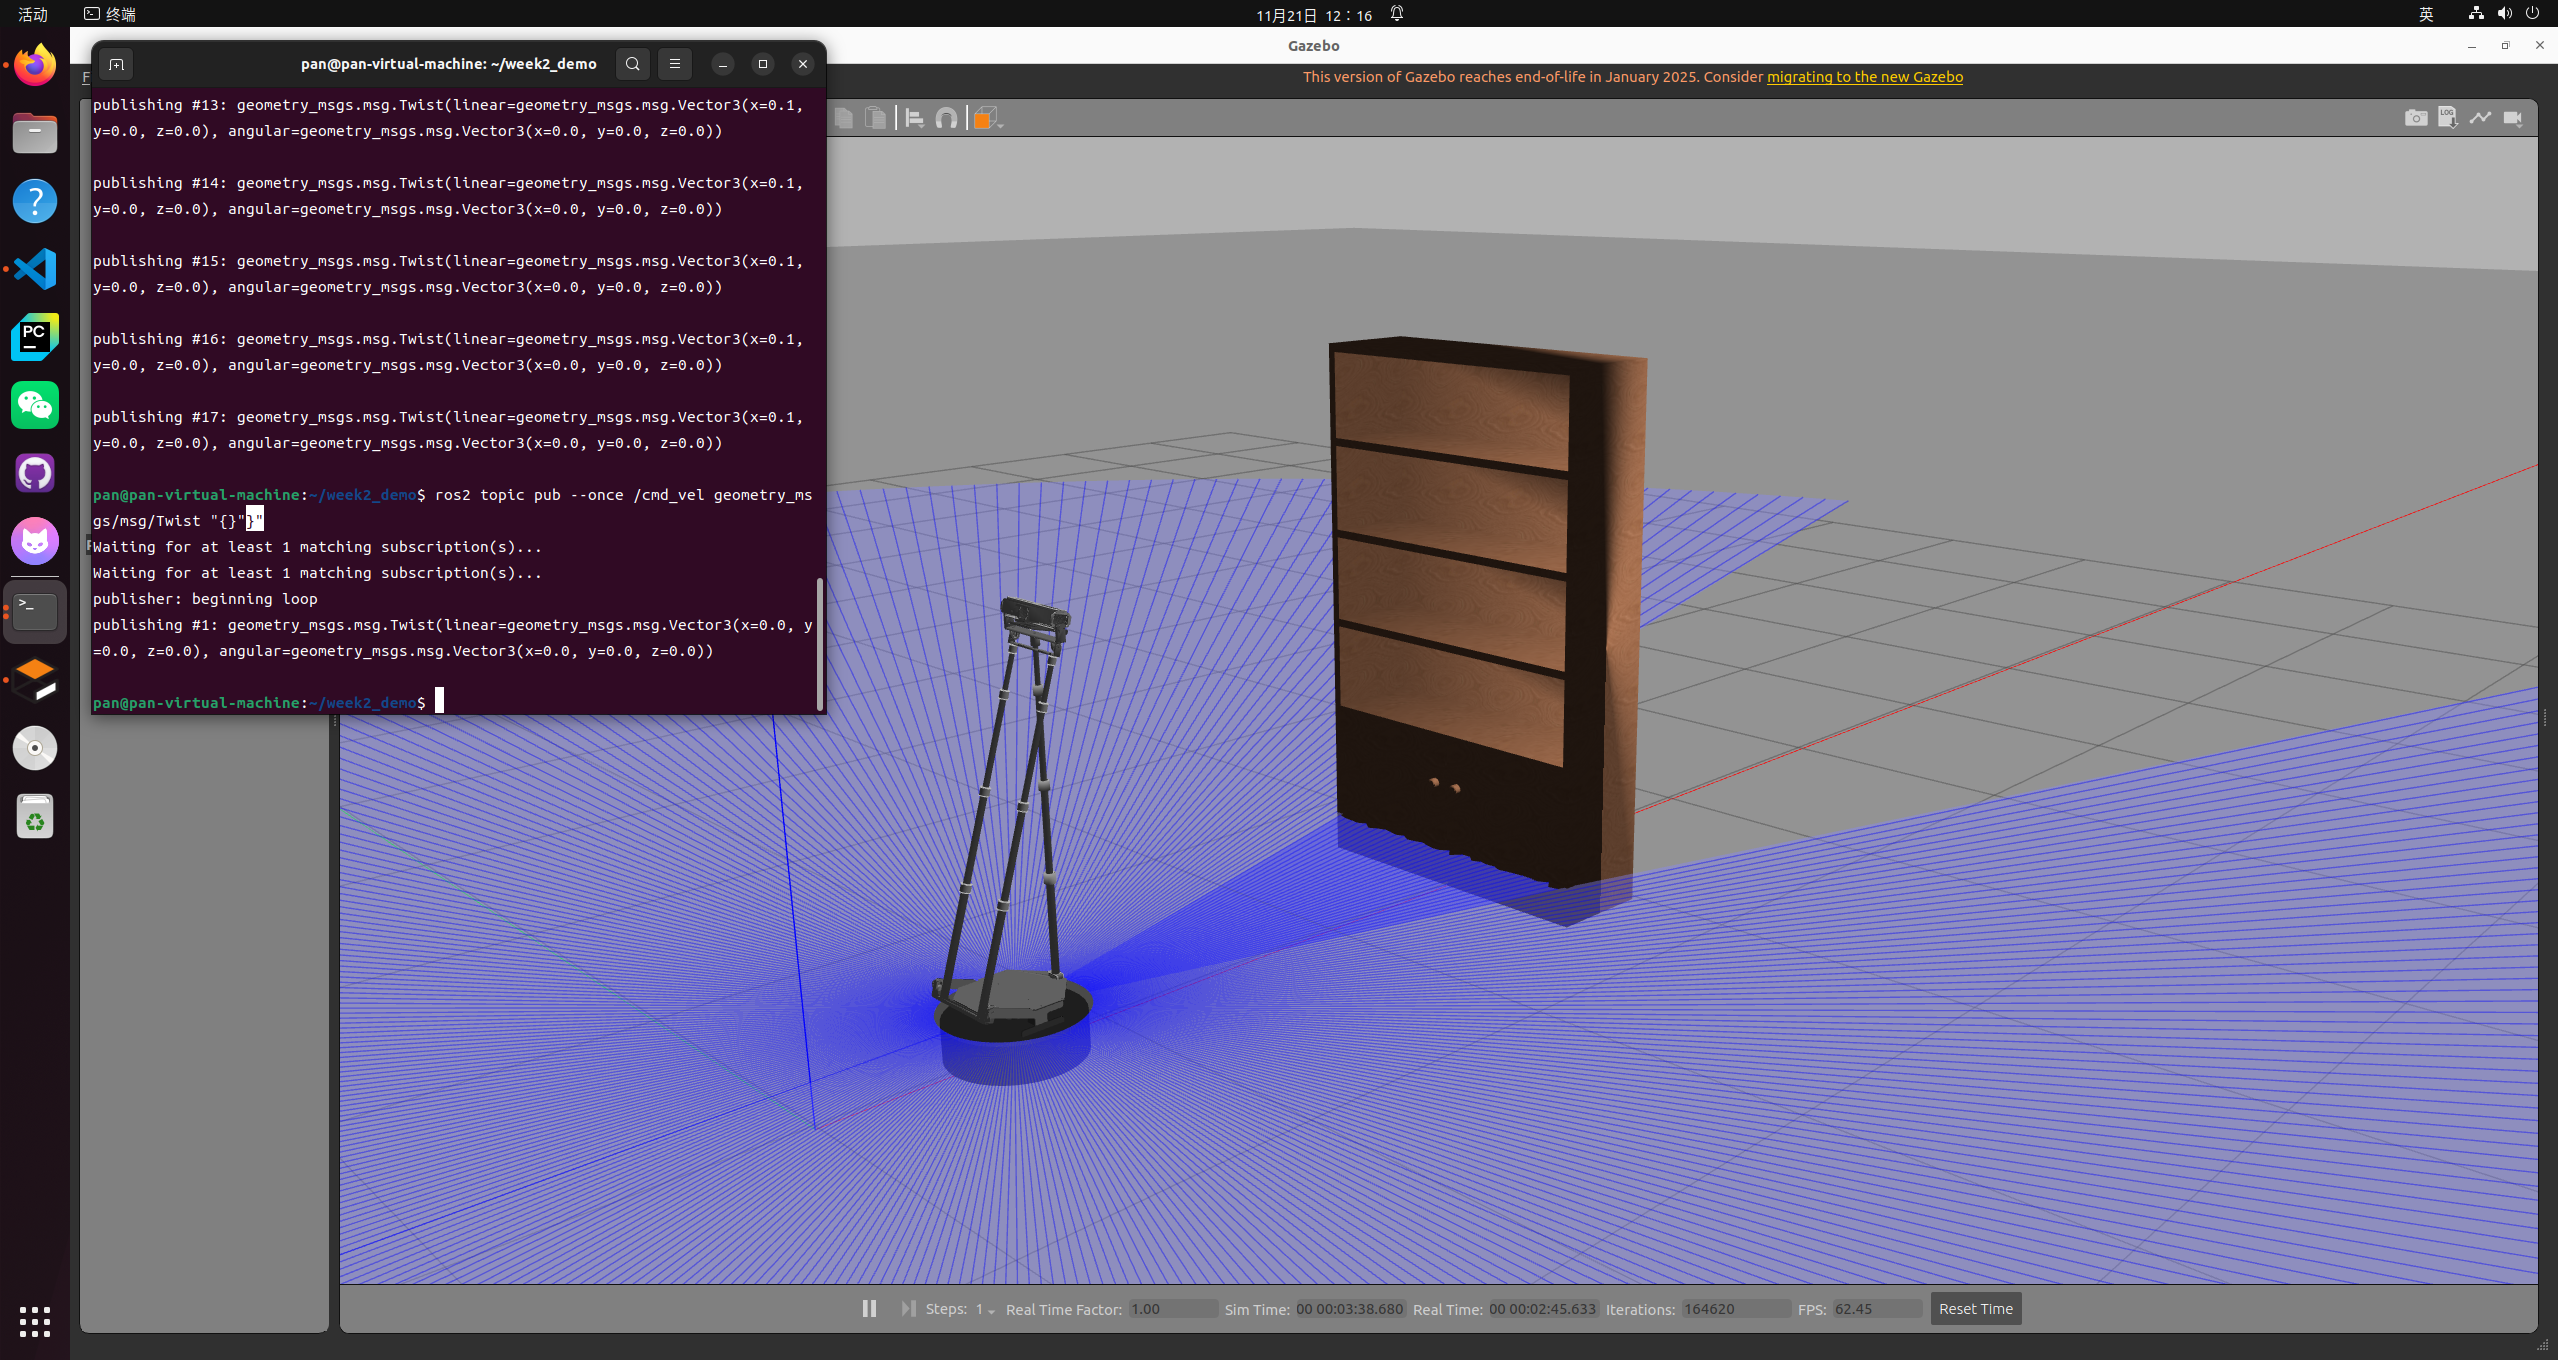 活动 终端 11月21日 12：16 英
Gazebo
This version of Gazebo reaches end-of-life in January 2025. Consider migrating to the new Gazebo
pan@pan-virtual-machine: ~/week2_demo
publishing #13: geometry_msgs.msg.Twist(linear=geometry_msgs.msg.Vector3(x=0.1,
y=0.0, z=0.0), angular=geometry_msgs.msg.Vector3(x=0.0, y=0.0, z=0.0))
publishing #14: geometry_msgs.msg.Twist(linear=geometry_msgs.msg.Vector3(x=0.1,
y=0.0, z=0.0), angular=geometry_msgs.msg.Vector3(x=0.0, y=0.0, z=0.0))
publishing #15: geometry_msgs.msg.Twist(linear=geometry_msgs.msg.Vector3(x=0.1,
y=0.0, z=0.0), angular=geometry_msgs.msg.Vector3(x=0.0, y=0.0, z=0.0))
publishing #16: geometry_msgs.msg.Twist(linear=geometry_msgs.msg.Vector3(x=0.1,
y=0.0, z=0.0), angular=geometry_msgs.msg.Vector3(x=0.0, y=0.0, z=0.0))
publishing #17: geometry_msgs.msg.Twist(linear=geometry_msgs.msg.Vector3(x=0.1,
y=0.0, z=0.0), angular=geometry_msgs.msg.Vector3(x=0.0, y=0.0, z=0.0))
pan@pan-virtual-machine:~/week2_demo$ ros2 topic pub --once /cmd_vel geometry_ms
gs/msg/Twist "{}"}"
Waiting for at least 1 matching subscription(s)...
Waiting for at least 1 matching subscription(s)...
publisher: beginning loop
publishing #1: geometry_msgs.msg.Twist(linear=geometry_msgs.msg.Vector3(x=0.0, y
=0.0, z=0.0), angular=geometry_msgs.msg.Vector3(x=0.0, y=0.0, z=0.0))
pan@pan-virtual-machine:~/week2_demo$
PC
LOG
Steps: 1 Real Time Factor: 1.00 Sim Time: 00 00:03:38.680 Real Time: 00 00:02:45.633 Iterations: 164620 FPS: 62.45 Reset Time